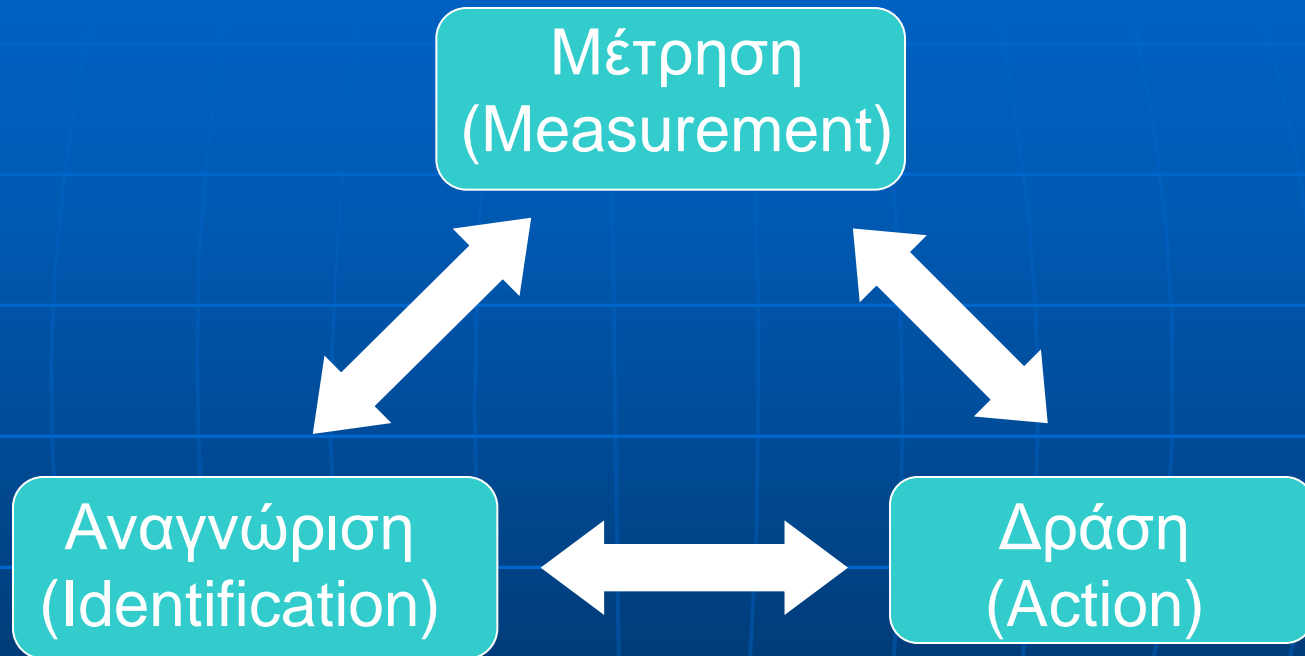 Μέτρηση
(Measurement)
Αναγνώριση
(Identification)
Δράση
(Action)